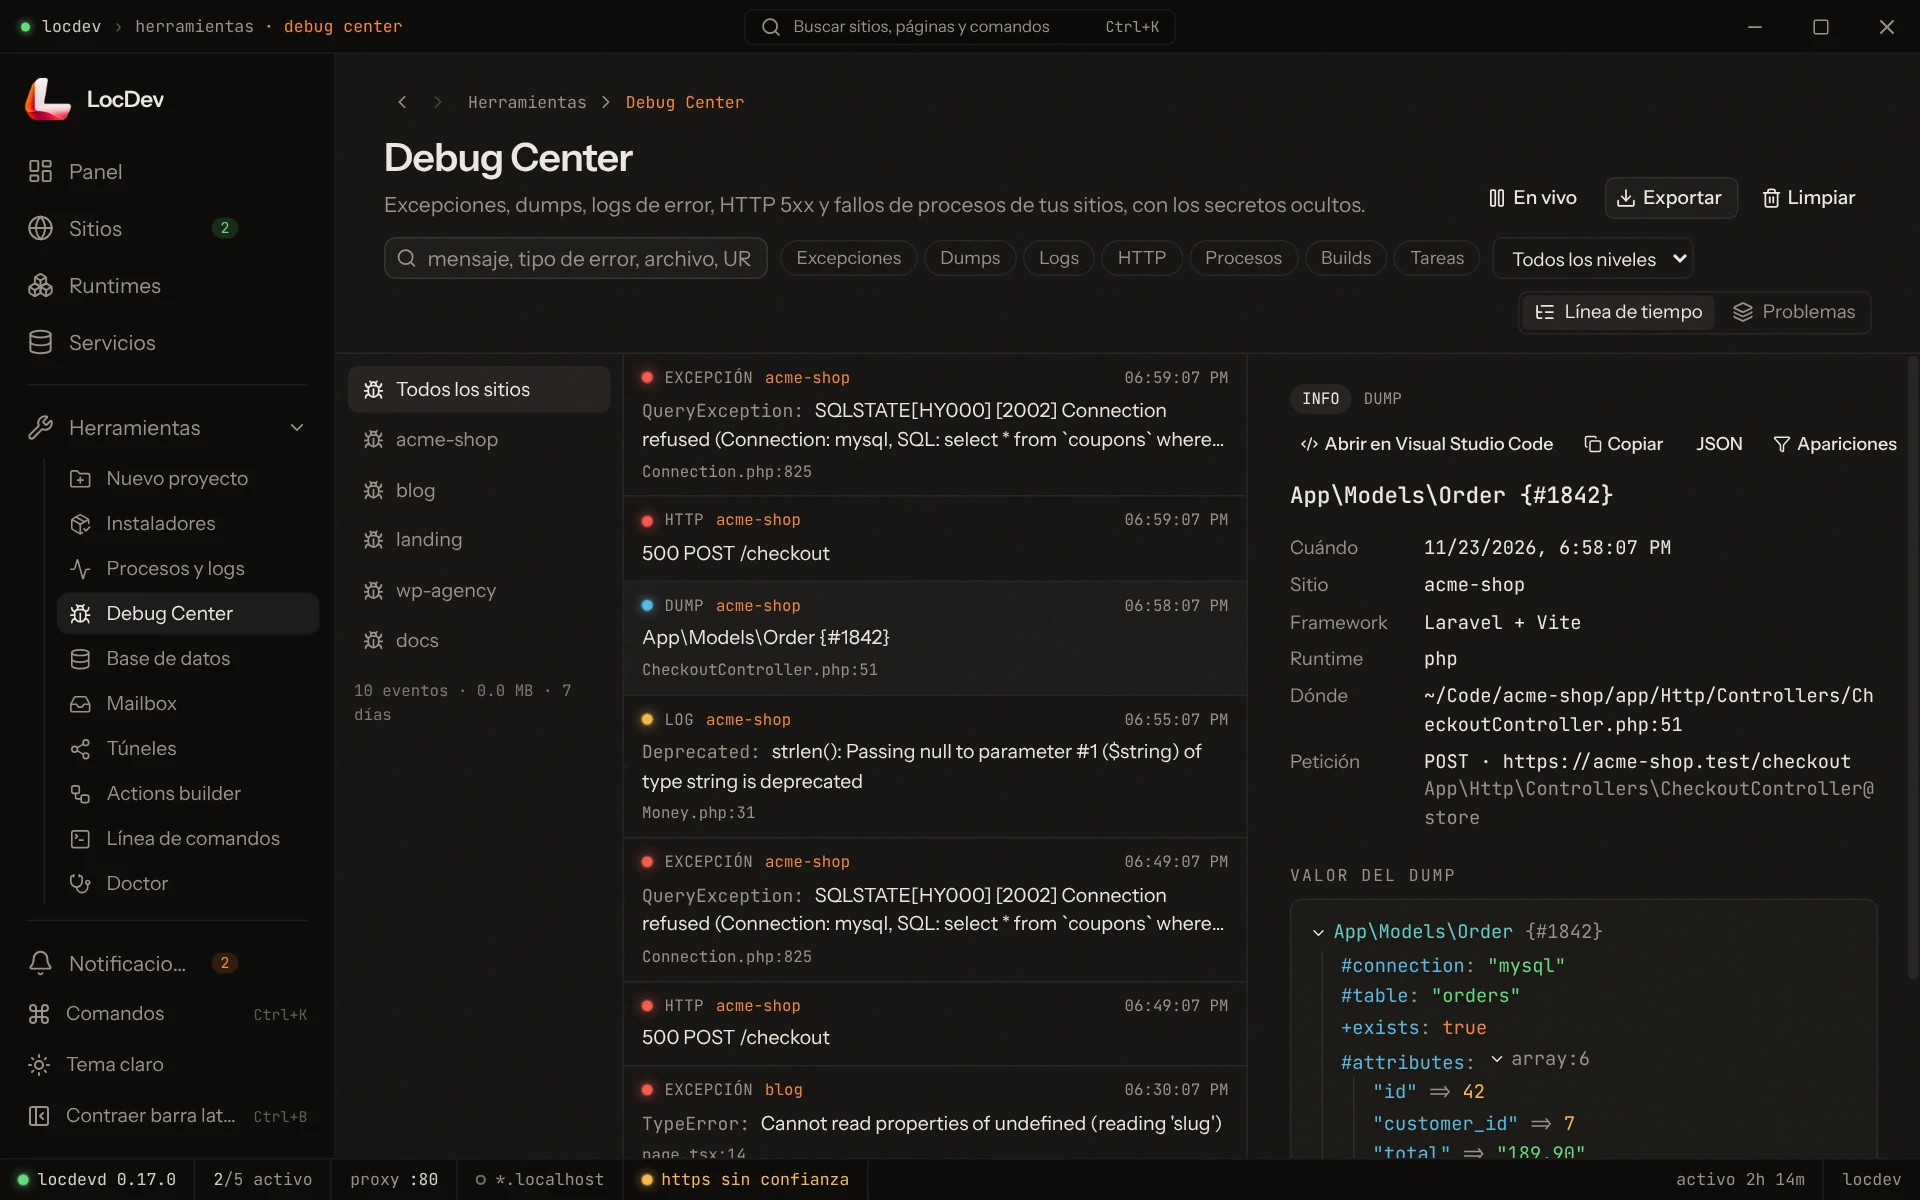 locdev › herramientas · debug center
Buscar sitios, páginas y comandos Ctrl+K
LocDev
Panel
Sitios 2
Runtimes
Servicios
Herramientas
Nuevo proyecto
Instaladores
Procesos y logs
Debug Center
Base de datos
Mailbox
Túneles
Actions builder
Línea de comandos
Doctor
Notificacio... 2
Comandos Ctrl+K
Tema claro
Contraer barra lat... Ctrl+B
Herramientas > Debug Center
Debug Center
Excepciones, dumps, logs de error, HTTP 5xx y fallos de procesos de tus sitios, con los secretos ocultos.
En vivo Exportar Limpiar
mensaje, tipo de error, archivo, UR Excepciones Dumps Logs HTTP Procesos Builds Tareas Todos los niveles
Línea de tiempo Problemas
Todos los sitios
acme-shop
blog
landing
wp-agency
docs
10 eventos · 0.0 MB · 7
días
EXCEPCIÓN acme-shop 06:59:07 PM
QueryException: SQLSTATE[HY000] [2002] Connection
refused (Connection: mysql, SQL: select * from `coupons` where...
Connection.php:825
HTTP acme-shop 06:59:07 PM
500 POST /checkout
DUMP acme-shop 06:58:07 PM
App\Models\Order {#1842}
CheckoutController.php:51
LOG acme-shop 06:55:07 PM
Deprecated: strlen(): Passing null to parameter #1 ($string) of
type string is deprecated
Money.php:31
EXCEPCIÓN acme-shop 06:49:07 PM
QueryException: SQLSTATE[HY000] [2002] Connection
refused (Connection: mysql, SQL: select * from `coupons` where...
Connection.php:825
HTTP acme-shop 06:49:07 PM
500 POST /checkout
EXCEPCIÓN blog 06:30:07 PM
TypeError: Cannot read properties of undefined (reading 'slug')
page.tsx:14
INFO DUMP
Abrir en Visual Studio Code Copiar JSON Apariciones
App\Models\Order {#1842}
Cuándo 11/23/2026, 6:58:07 PM
Sitio acme-shop
Framework Laravel + Vite
Runtime php
Dónde ~/Code/acme-shop/app/Http/Controllers/Ch
eckoutController.php:51
Petición POST · https://acme-shop.test/checkout
App\Http\Controllers\CheckoutController@
store
VALOR DEL DUMP
App\Models\Order {#1842}
#connection: "mysql"
#table: "orders"
+exists: true
#attributes: array:6
"id" => 42
"customer_id" => 7
"total" => "189.90"
locdevd 0.17.0 2/5 activo proxy :80 *.localhost https sin confianza activo 2h 14m locdev